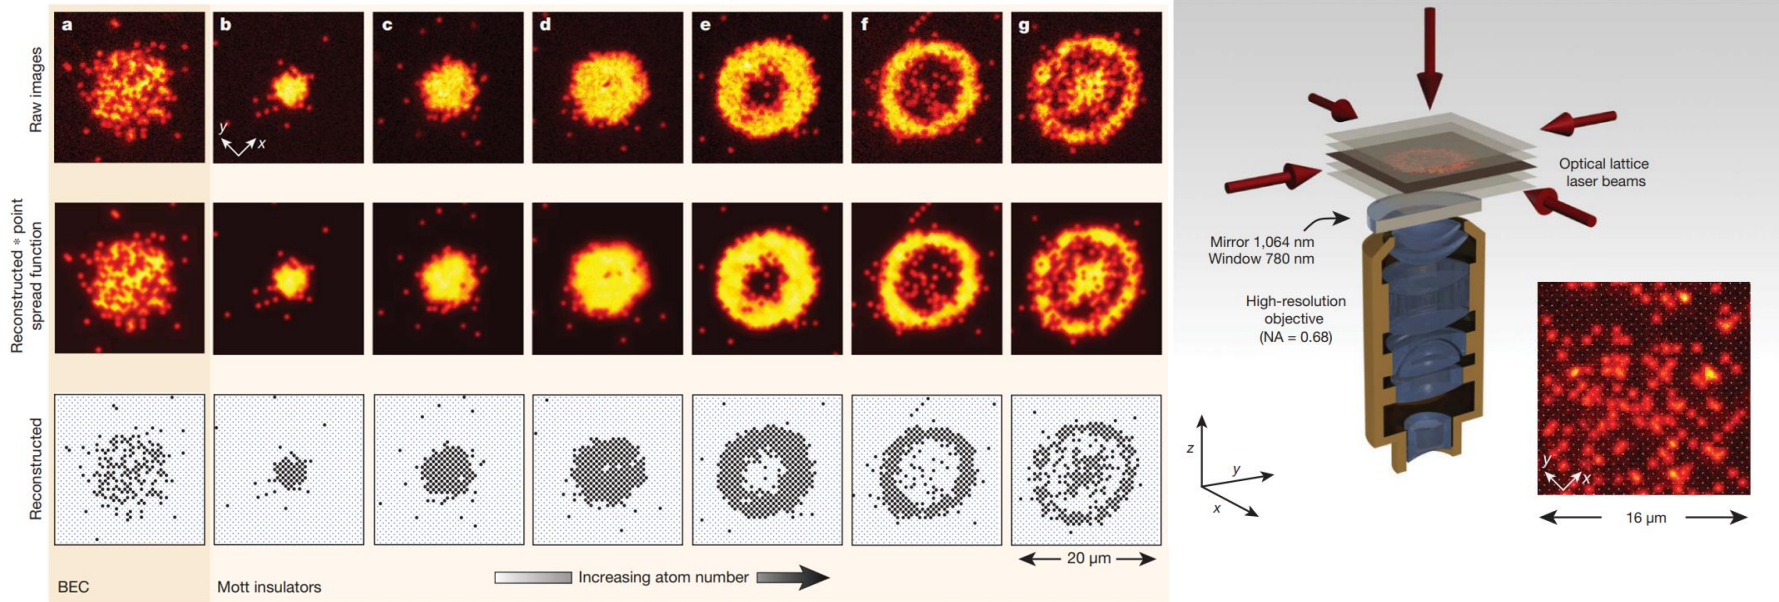 a b c d e f g
Raw images
y x
Reconstructed * point
spread function
Reconstructed
20 µm
BEC
Mott insulators
Increasing atom number
Optical lattice
laser beams
Mirror 1,064 nm
Window 780 nm
High-resolution
objective
(NA = 0.68)
z
y
x
y x
16 µm